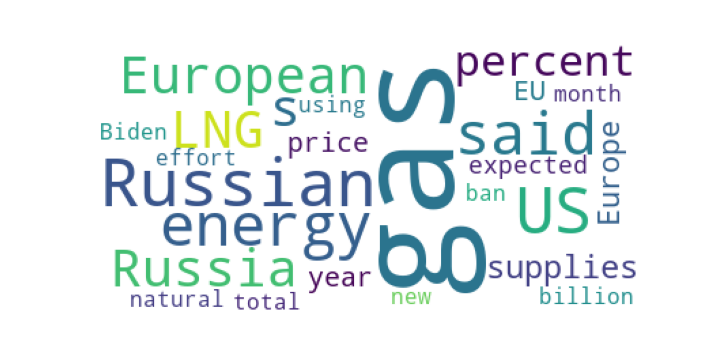 European
percent
gas
s
using
EU
month
Biden
LNG
price
said
Europe
effort
expected
Russian
ban
US
energy
Russia
year
supplies
natural
total
new
billion